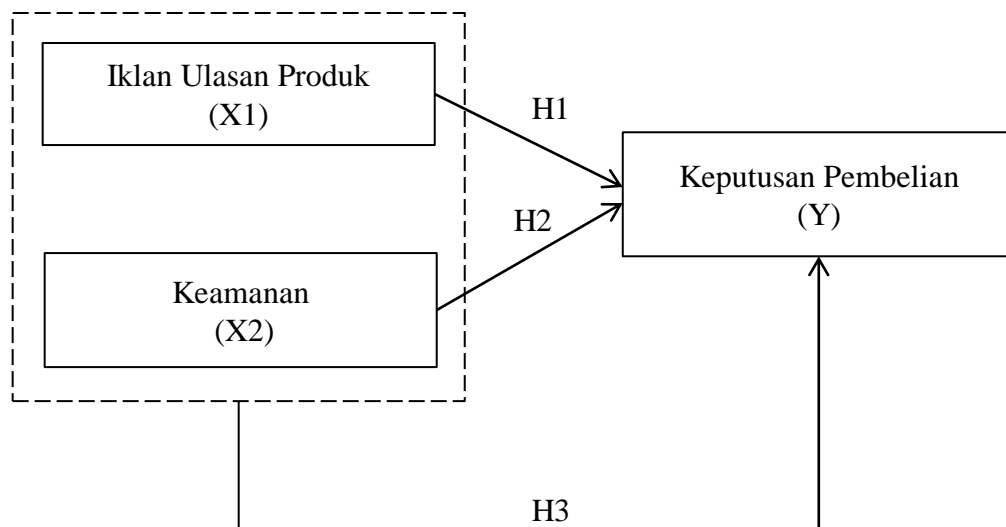 Iklan Ulasan Produk
(X1)
H1
Keputusan Pembelian
(Y)
H2
Keamanan
(X2)
H3